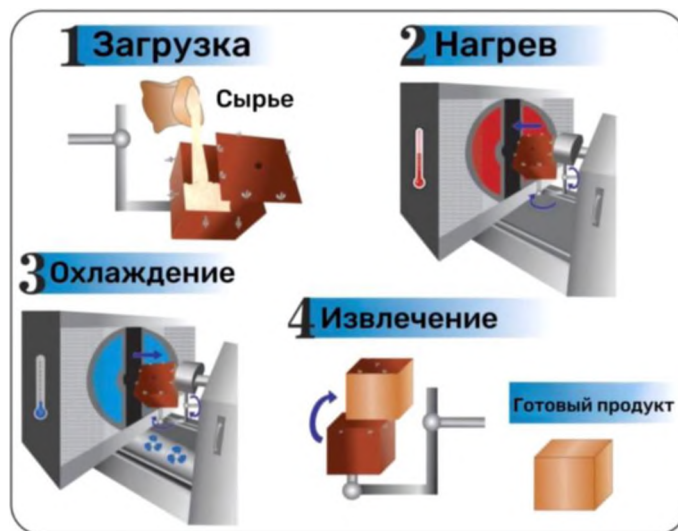 1 Загрузка
Сырье
2 Нагрев
3 Охлаждение
4 Извлечение
Готовый продукт